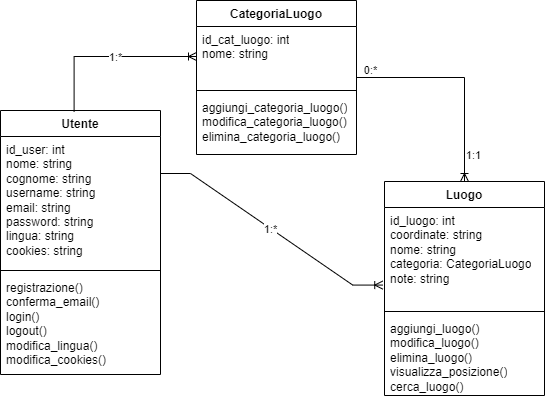 CategoriaLuogo
id_cat_luogo: int
nome: string
aggiungi_categoria_luogo()
modifica_categoria_luogo()
elimina_categoria_luogo()
1:*
0:*
Utente
id_user: int
nome: string
cognome: string
username: string
email: string
password: string
lingua: string
cookies: string
registrazione()
conferma_email()
login()
logout()
modifica_lingua()
modifica_cookies()
1:*
1:1
Luogo
id_luogo: int
coordinate: string
nome: string
categoria: CategoriaLuogo
note: string
aggiungi_luogo()
modifica_luogo()
elimina_luogo()
visualizza_posizione()
cerca_luogo()